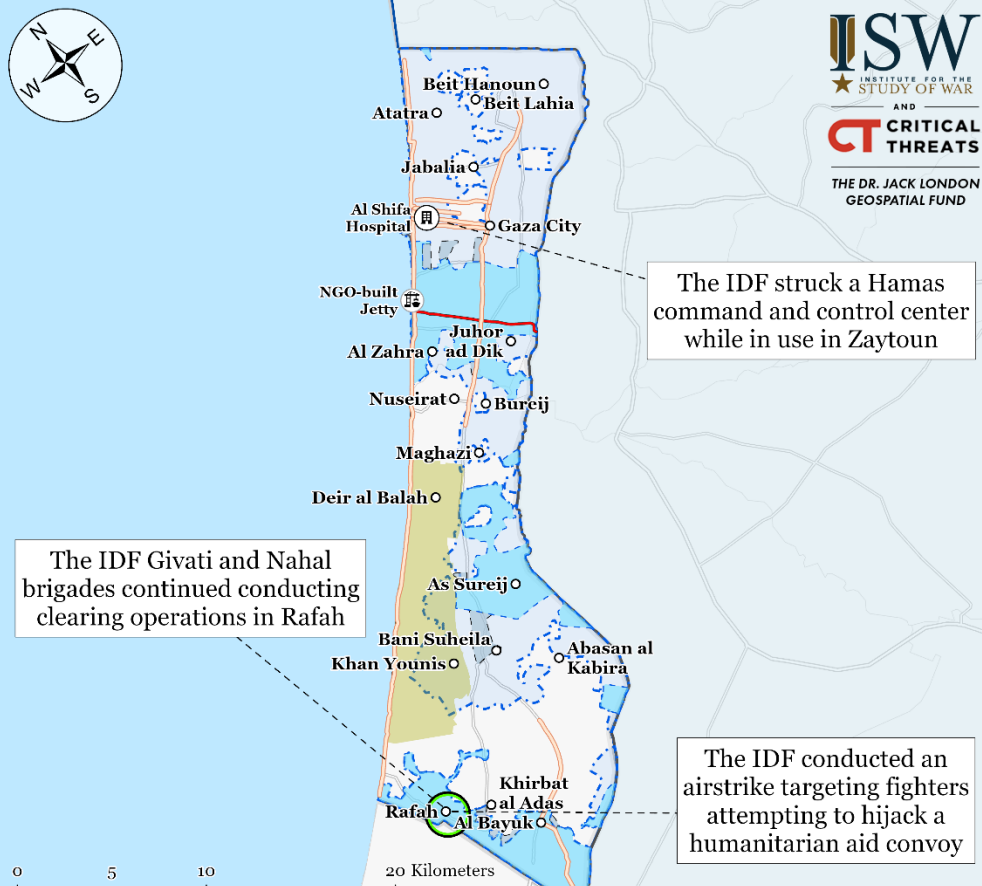 N
E
W
S
ISW
INSTITUTE FOR THE
STUDY OF WAR
AND
CT CRITICAL
THREATS
THE DR. JACK LONDON
GEOSPATIAL FUND
Beit Hanoun
Beit Lahia
Atatra
Jabalia
Al Shifa
Hospital
Gaza City
The IDF struck a Hamas
command and control center
while in use in Zaytoun
NGO-built
Jetty
Juhor
ad Dik
Al Zahra
Nuseirat
Bureij
Maghazi
Deir al Balah
The IDF Givati and Nahal
brigades continued conducting
clearing operations in Rafah
As Sureij
Bani Suheila
Abasan al
Kabira
Khan Younis
The IDF conducted an
airstrike targeting fighters
attempting to hijack a
humanitarian aid convoy
Khirbat
al Adas
Rafah
Al Bayuk
0 5 10 20 Kilometers